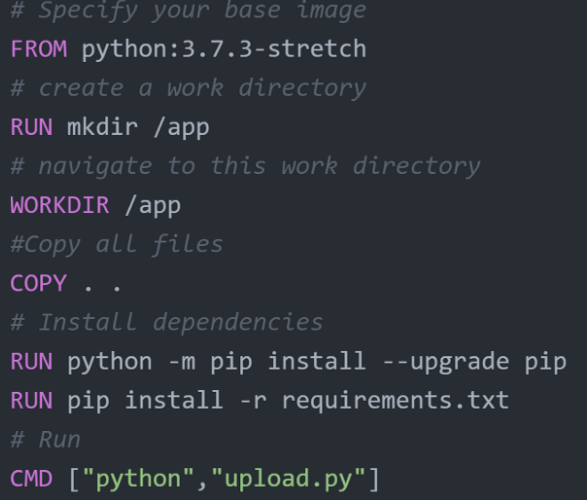 # Specify your base image
FROM python:3.7.3-stretch
# create a work directory
RUN mkdir /app
# navigate to this work directory
WORKDIR /app
#Copy all files
COPY . .
# Install dependencies
RUN python -m pip install --upgrade pip
RUN pip install -r requirements.txt
# Run
CMD ["python","upload.py"]